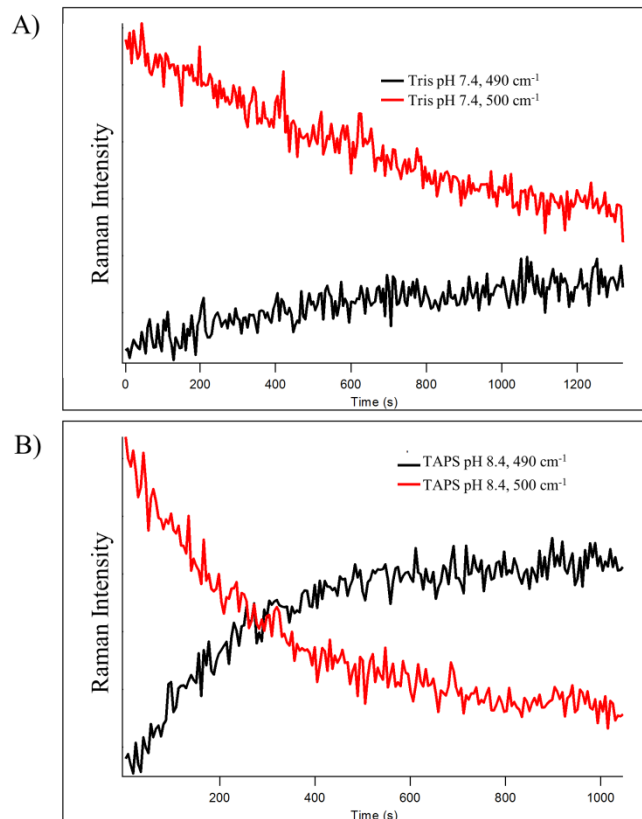 A)
Raman Intensity
Tris pH 7.4, 490 cm⁻¹
Tris pH 7.4, 500 cm⁻¹
0 200 400 600 800 1000 1200
Time (s)
B)
Raman Intensity
TAPS pH 8.4, 490 cm⁻¹
TAPS pH 8.4, 500 cm⁻¹
200 400 600 800 1000
Time (s)